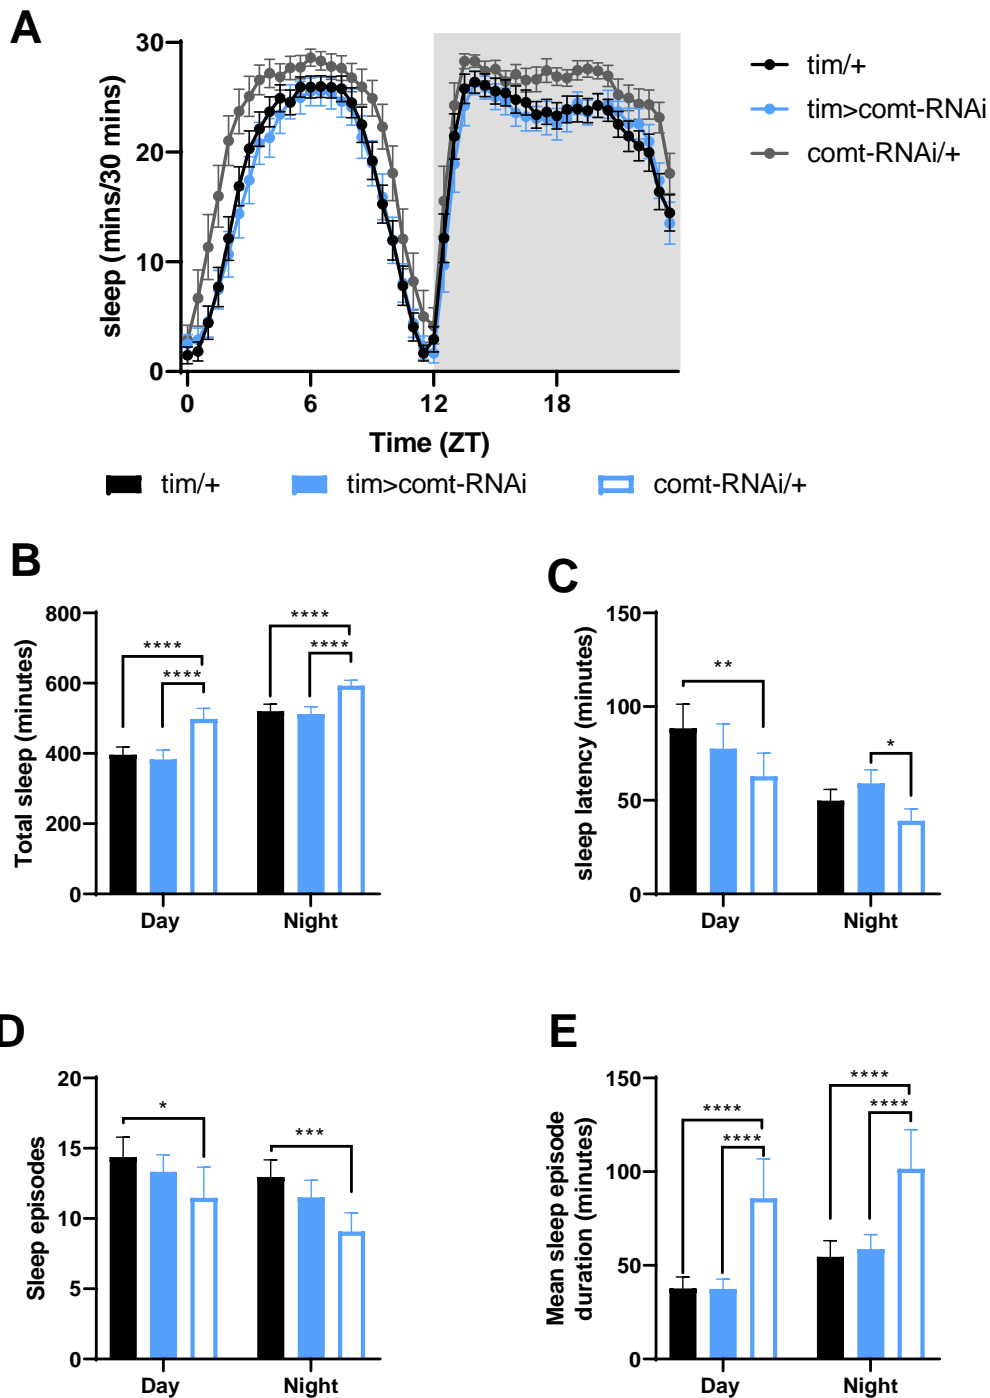 A
30
20
10
0
sleep (mins/30 mins)
0 6 12 18
Time (ZT)
tim/+
tim>comt-RNAi
comt-RNAi/+
tim/+ tim>comt-RNAi comt-RNAi/+
B
800
600
400
200
0
Total sleep (minutes)
****
****
****
****
Day Night
C
150
100
50
0
sleep latency (minutes)
**
*
Day Night
D
20
15
10
5
0
Sleep episodes
*
***
Day Night
E
150
100
50
0
Mean sleep episode
duration (minutes)
****
****
****
****
Day Night